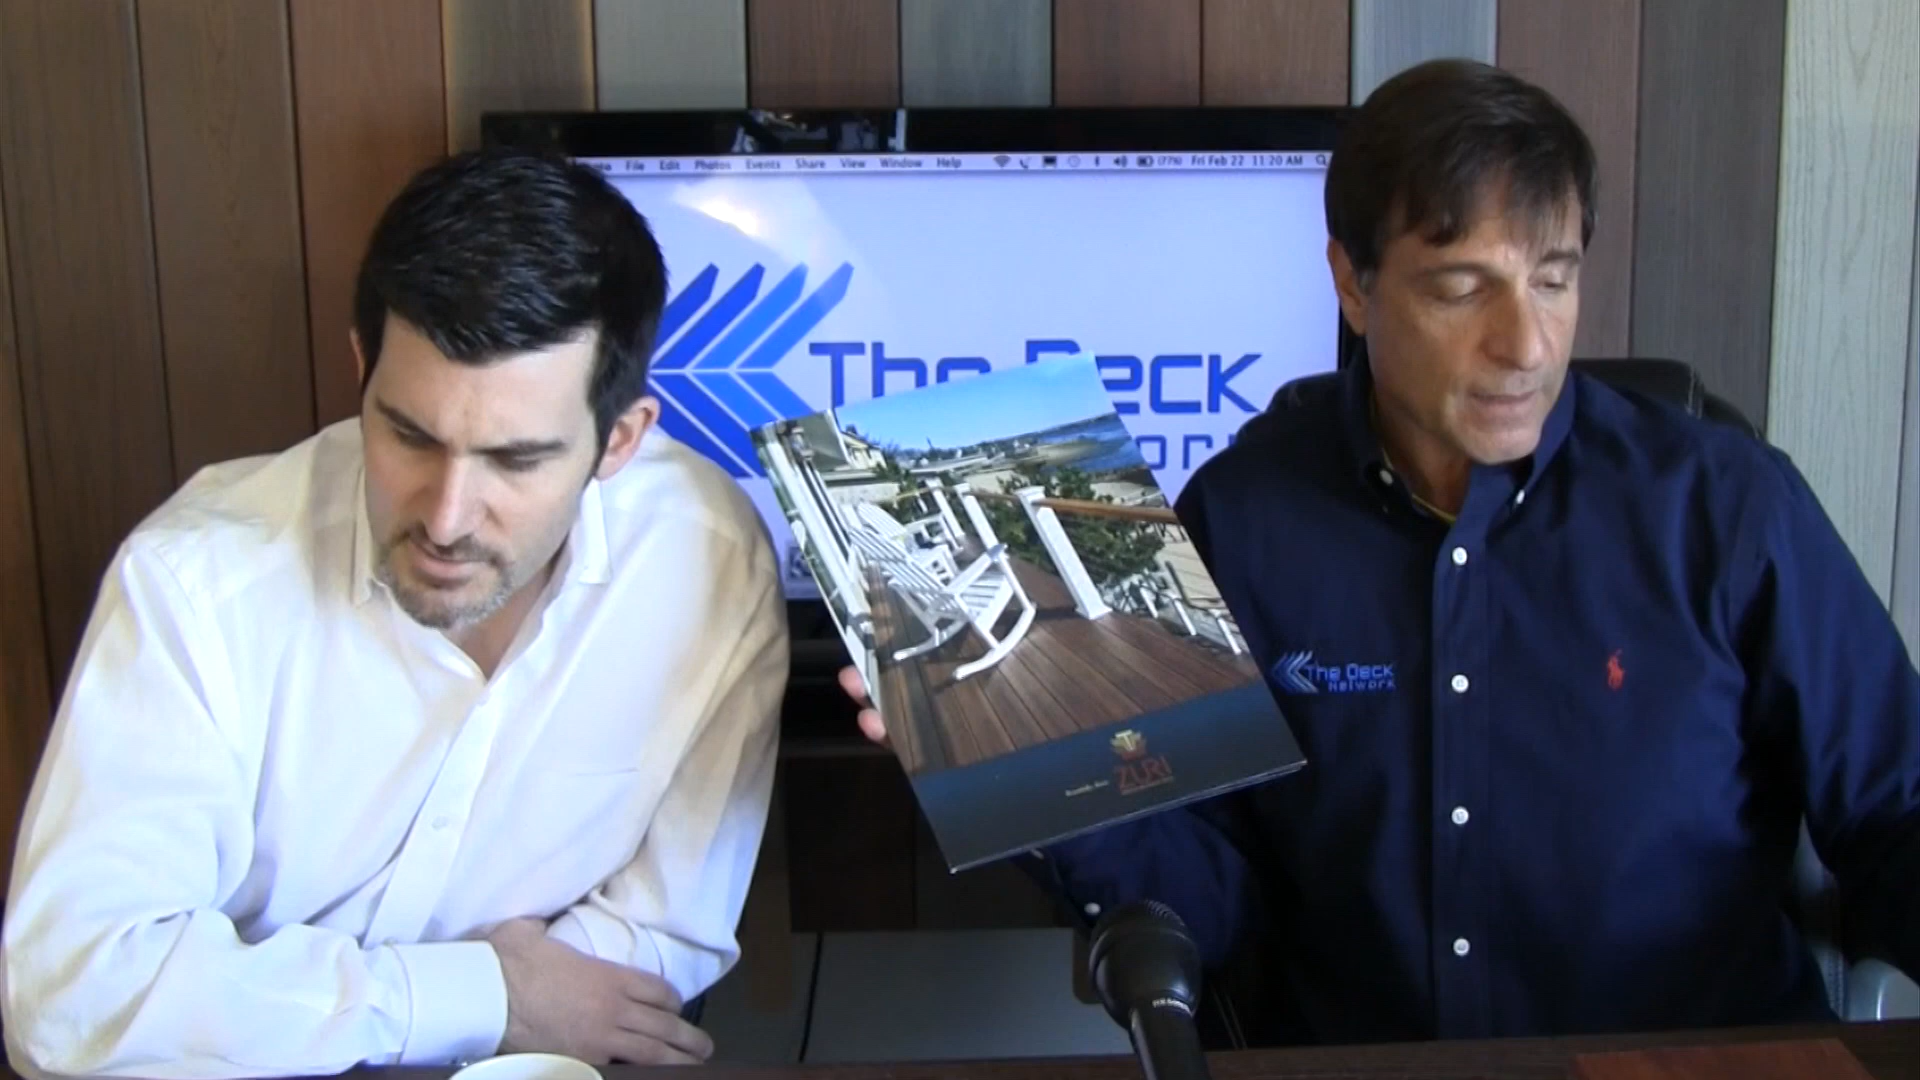 File Edit Photos Events Share View Window Help (77%) Fri Feb 22 11:20 AM
The Deck
The Deck
Network
ZURI